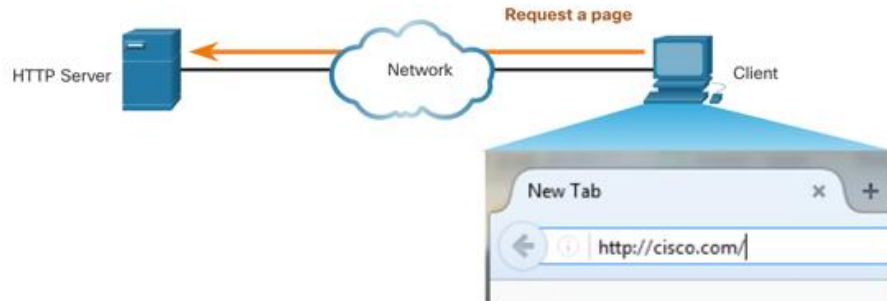 Request a page
HTTP Server
Network
Client
New Tab
http://cisco.com/